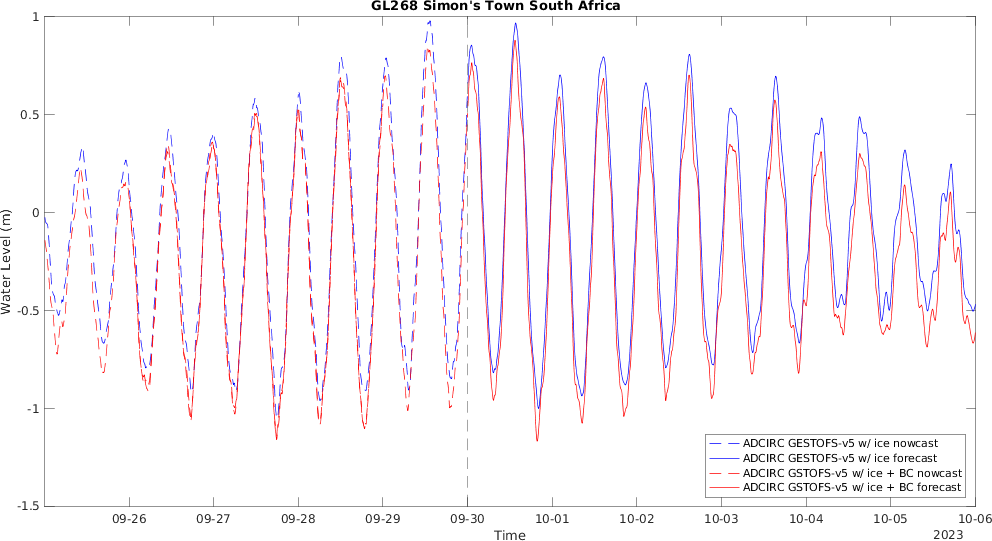 GL268 Simon's Town South Africa
1
0.5
0
-0.5
-1
-1.5
Water Level (m)
09-26
09-27
09-28
09-29
09-30
10-01
10-02
10-03
10-04
10-05
10-06
Time
2023
ADCIRC GESTOFS-v5 w/ ice nowcast
ADCIRC GESTOFS-v5 w/ ice forecast
ADCIRC GSTOFS-v5 w/ ice + BC nowcast
ADCIRC GSTOFS-v5 w/ ice + BC forecast